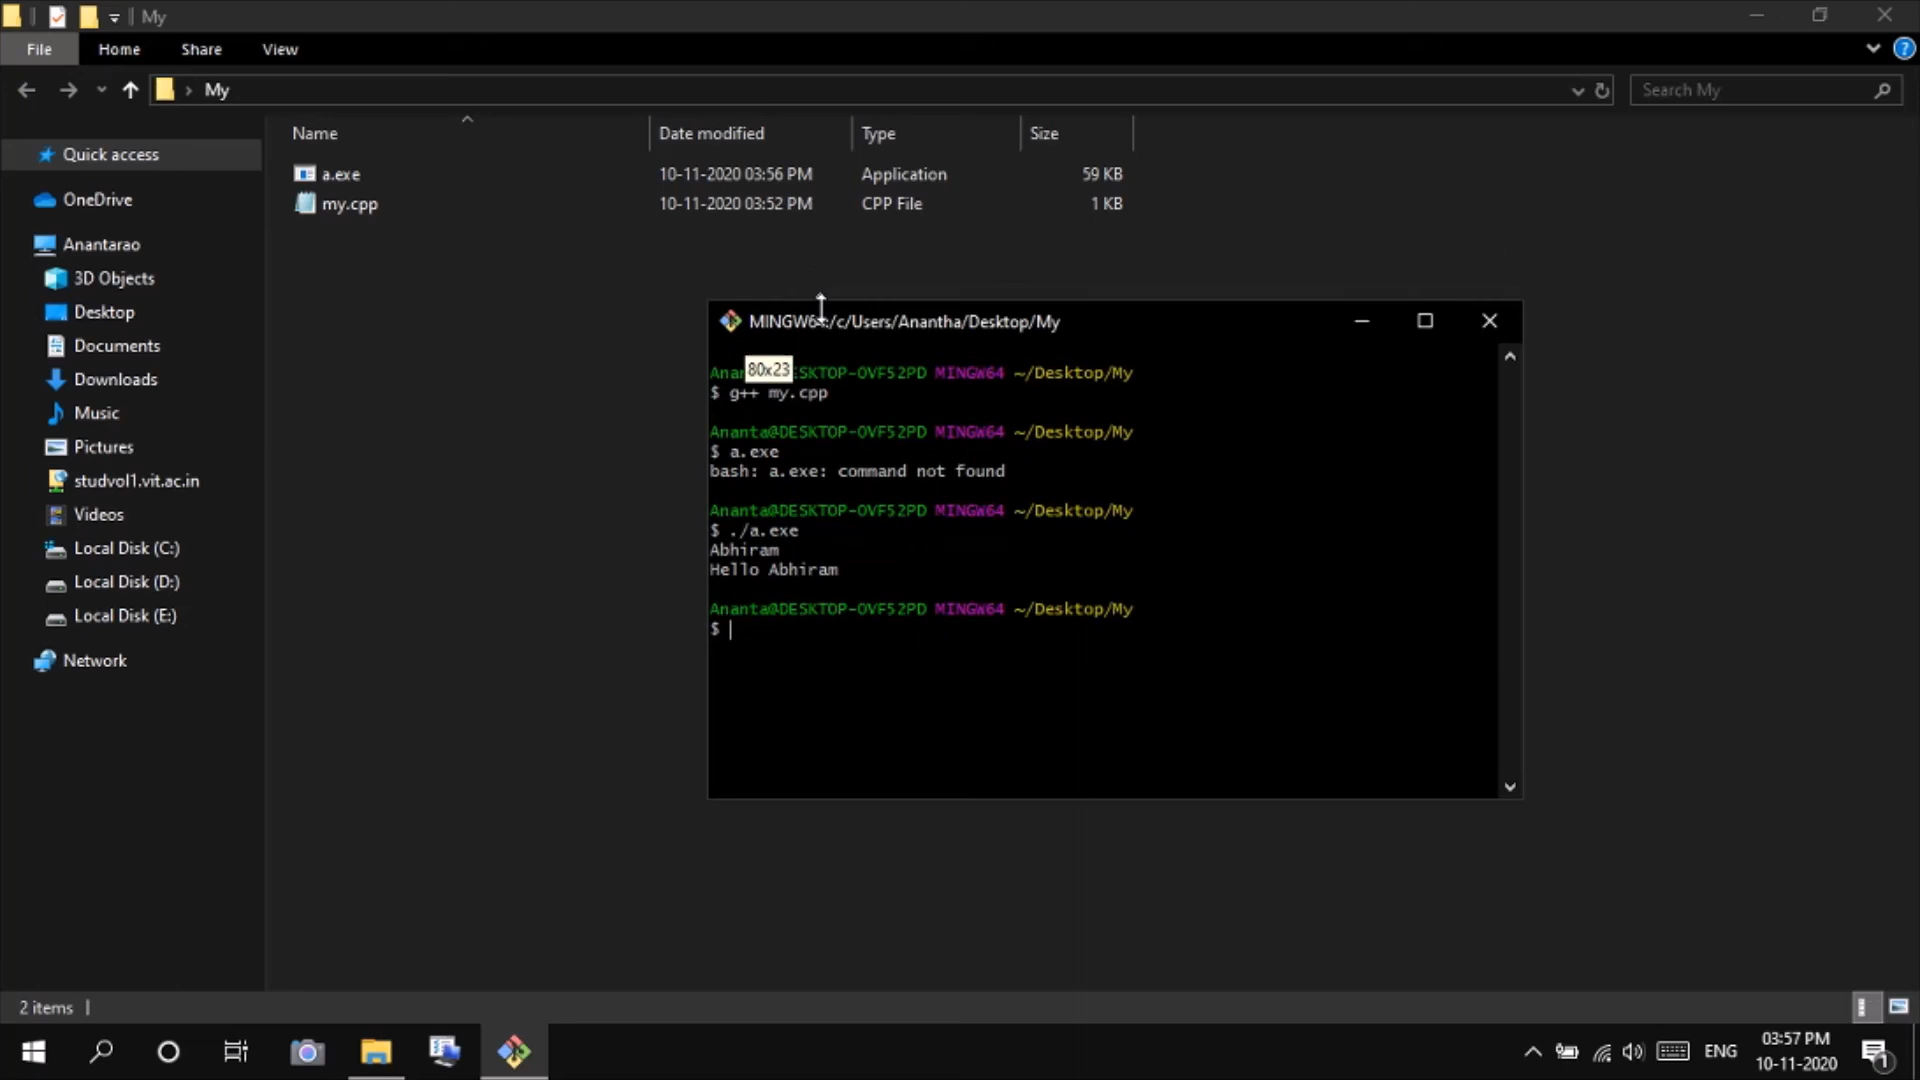 My
File Home Share View
My
Search My
Name Date modified Type Size
a.exe 10-11-2020 03:56 PM Application 59 KB
my.cpp 10-11-2020 03:52 PM CPP File 1 KB
Quick access
OneDrive
Anantarao
3D Objects
Desktop
Documents
Downloads
Music
Pictures
studvol1.vit.ac.in
Videos
Local Disk (C:)
Local Disk (D:)
Local Disk (E:)
Network
MINGW64:/c/Users/Anantha/Desktop/My
80x23
Ananta@DESKTOP-OVF52PD MINGW64 ~/Desktop/My
$ g++ my.cpp
Ananta@DESKTOP-OVF52PD MINGW64 ~/Desktop/My
$ a.exe
bash: a.exe: command not found
Ananta@DESKTOP-OVF52PD MINGW64 ~/Desktop/My
$ ./a.exe
Abhiram
Hello Abhiram
Ananta@DESKTOP-OVF52PD MINGW64 ~/Desktop/My
$
2 items
ENG
03:57 PM
10-11-2020
1